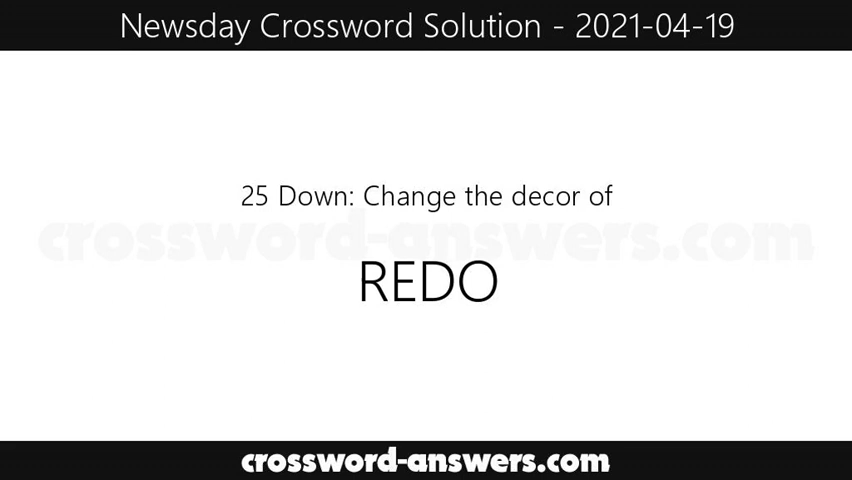 Newsday Crossword Solution - 2021-04-19
25 Down: Change the decor of
crossword-answers.com
REDO
crossword-answers.com